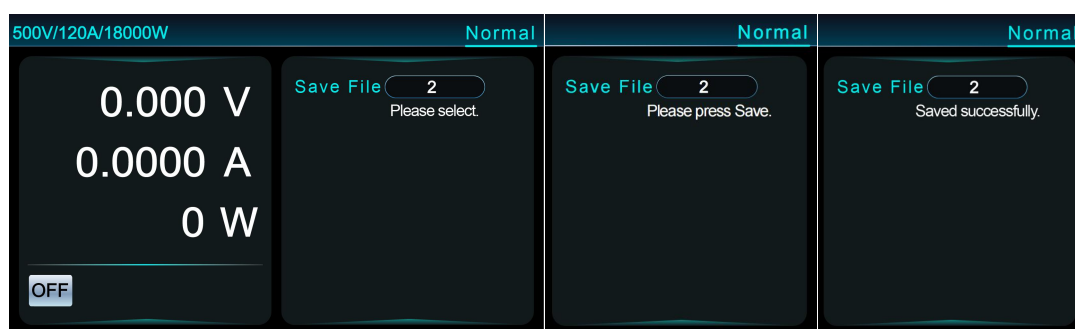 500V/120A/18000W
Normal
0.000 V
0.0000 A
0 W
OFF
Save File 2
Please select.
Normal
Save File 2
Please press Save.
Normal
Save File 2
Saved successfully.